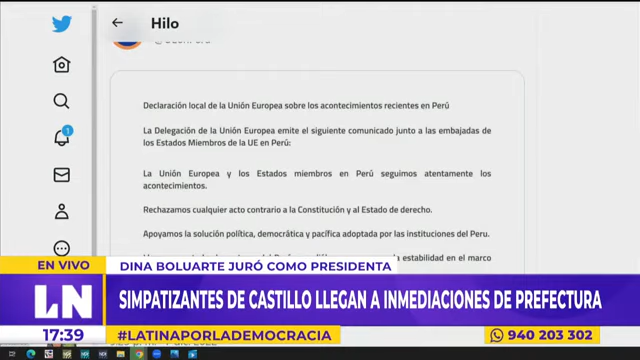 Hilo
Declaración local de la Unión Europea sobre los acontecimientos recientes en Perú
La Delegación de la Unión Europea emite el siguiente comunicado junto a las embajadas de
los Estados Miembros de la UE en Perú:
La Unión Europea y los Estados miembros en Perú seguimos atentamente los
acontecimientos.
Rechazamos cualquier acto contrario a la Constitución y al Estado de derecho.
Apoyamos la solución política, democrática y pacífica adoptada por las instituciones del Peru.
la estabilidad en el marco
1
EN VIVO
DINA BOLUARTE JURÓ COMO PRESIDENTA
LN
SIMPATIZANTES DE CASTILLO LLEGAN A INMEDIACIONES DE PREFECTURA
17:39
#LATINAPORLADEMOCRACIA
940 203 302